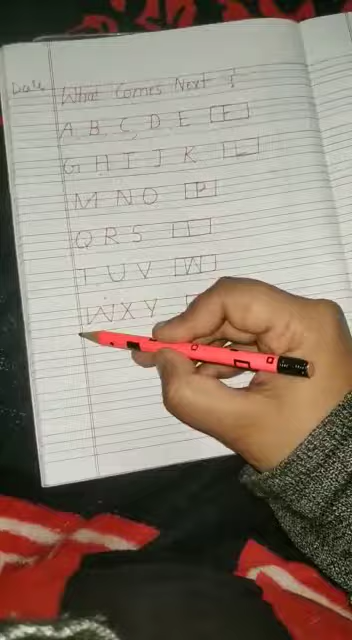 Date What Comes Next ?
A B C D E F
G H I J K L
M N O P
Q R S
T U V W
W X Y